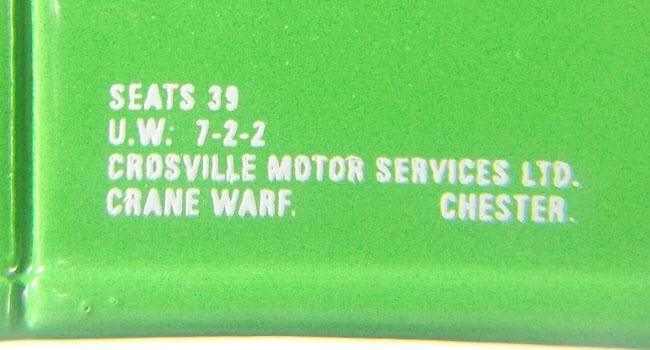 SEATS 39
U.W: 7-2-2
CROSVILLE MOTOR SERVICES LTD.
CRANE WARF. CHESTER.